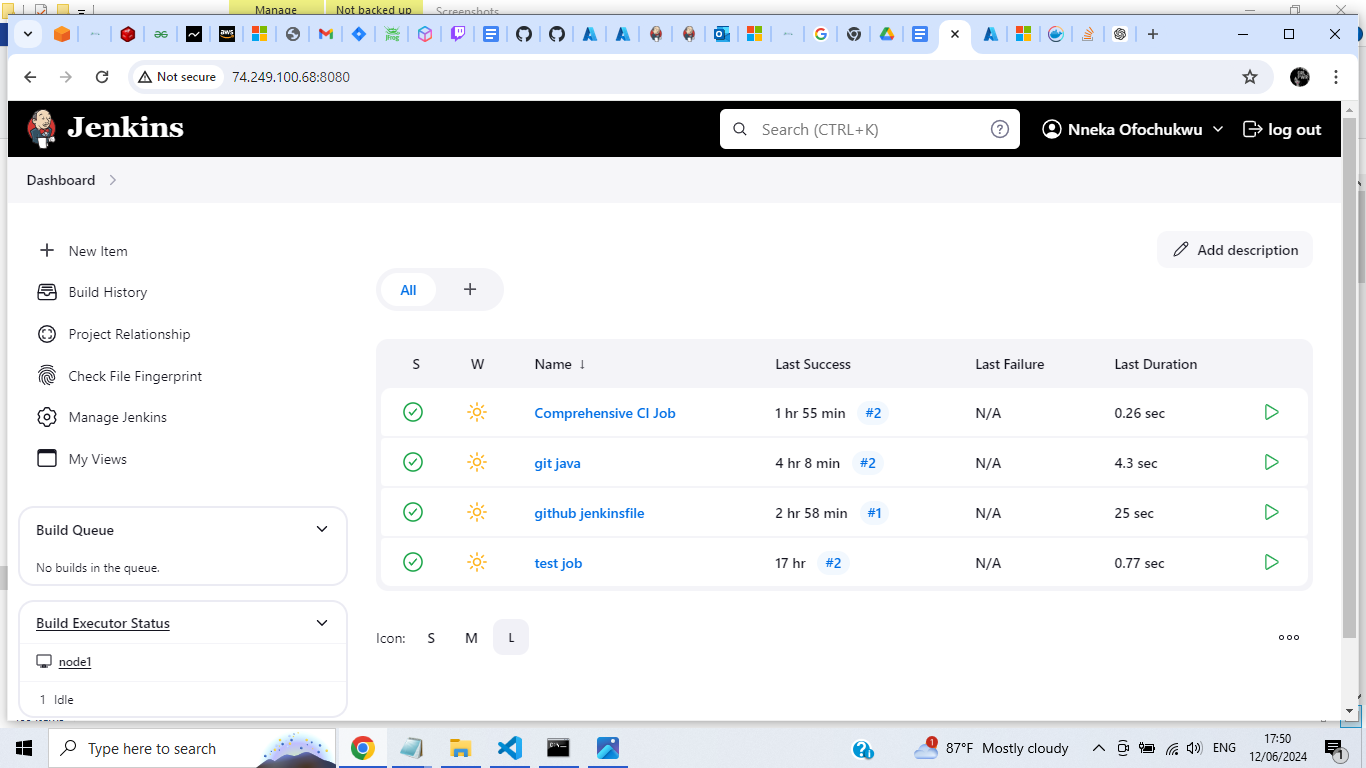 Manage
Not backed up
Screenshots
Not secure
74.249.100.68:8080
Jenkins
Search (CTRL+K)
Nneka Ofochukwu
log out
Dashboard
New Item
Build History
Project Relationship
Check File Fingerprint
Manage Jenkins
My Views
Add description
All
S W Name ↓ Last Success Last Failure Last Duration
Comprehensive CI Job 1 hr 55 min #2 N/A 0.26 sec
git java 4 hr 8 min #2 N/A 4.3 sec
github jenkinsfile 2 hr 58 min #1 N/A 25 sec
test job 17 hr #2 N/A 0.77 sec
Build Queue
No builds in the queue.
Build Executor Status
node1
1 Idle
Icon: S M L
Type here to search
87°F Mostly cloudy
ENG
17:50
12/06/2024